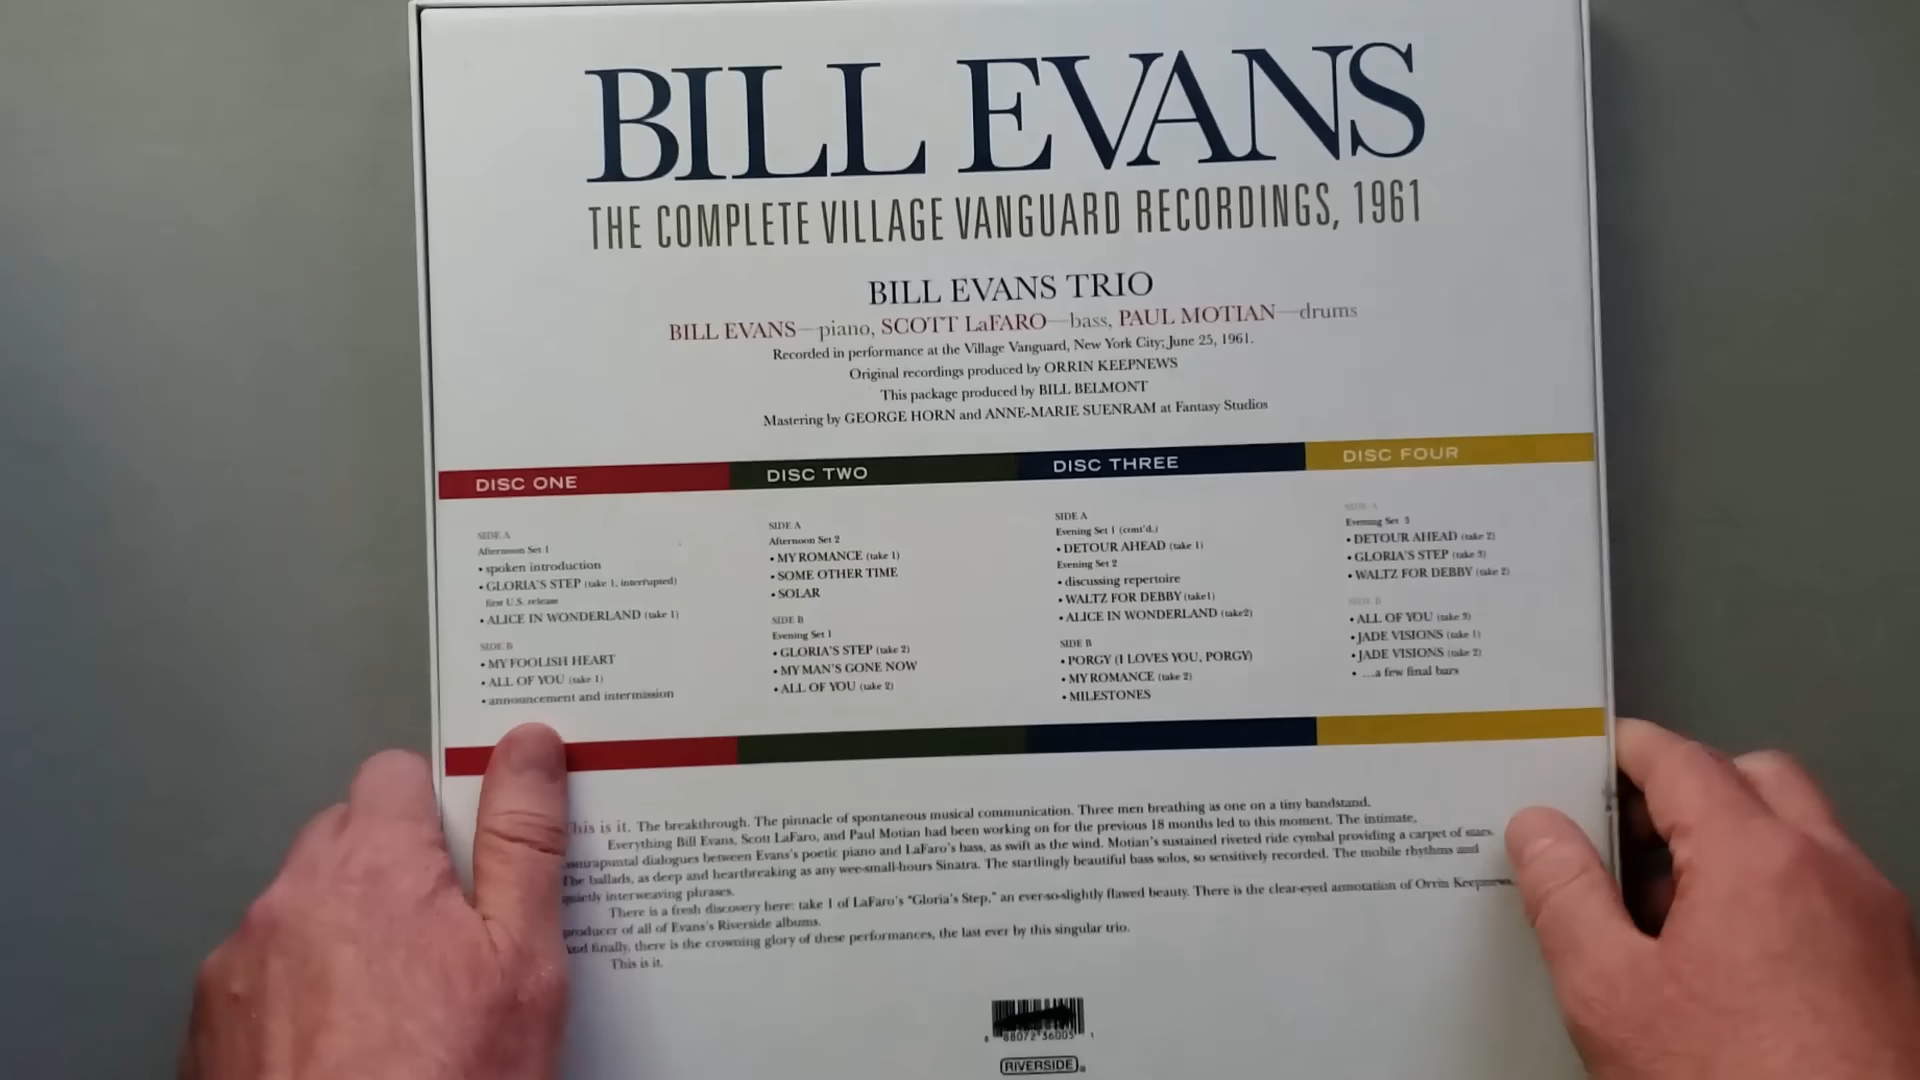 BILL EVANS
THE COMPLETE VILLAGE VANGUARD RECORDINGS, 1961
BILL EVANS TRIO
BILL EVANS—piano, SCOTT LaFARO—bass, PAUL MOTIAN—drums
Recorded in performance at the Village Vanguard, New York City; June 25, 1961.
Original recordings produced by ORRIN KEEPNEWS
This package produced by BILL BELMONT
Mastering by GEORGE HORN and ANNE-MARIE SUENRAM at Fantasy Studios
DISC ONE
SIDE A
Afternoon Set 1
• spoken introduction
• GLORIA'S STEP (take 1, interrupted)
first U.S. release
• ALICE IN WONDERLAND (take 1)
SIDE B
• MY FOOLISH HEART
• ALL OF YOU (take 1)
• announcement and intermission
DISC TWO
SIDE A
Afternoon Set 2
• MY ROMANCE (take 1)
• SOME OTHER TIME
• SOLAR
SIDE B
Evening Set 1
• GLORIA'S STEP (take 2)
• MY MAN'S GONE NOW
• ALL OF YOU (take 2)
DISC THREE
SIDE A
Evening Set 1 (cont'd.)
• DETOUR AHEAD (take 1)
Evening Set 2
• discussing repertoire
• WALTZ FOR DEBBY (take1)
• ALICE IN WONDERLAND (take2)
SIDE B
• PORGY (I LOVES YOU, PORGY)
• MY ROMANCE (take 2)
• MILESTONES
DISC FOUR
SIDE A
Evening Set 3
• DETOUR AHEAD (take 2)
• GLORIA'S STEP (take 3)
• WALTZ FOR DEBBY (take 2)
SIDE B
• ALL OF YOU (take 3)
• JADE VISIONS (take 1)
• JADE VISIONS (take 2)
• ...a few final bars
This is it. The breakthrough. The pinnacle of spontaneous musical communication. Three men breathing as one on a tiny bandstand.
Everything Bill Evans, Scott LaFaro, and Paul Motian had been working on for the previous 18 months led to this moment. The intimate,
dialogues between Evans's poetic piano and LaFaro's bass, as swift as the wind. Motian's sustained riveted ride cymbal providing a carpet of stars.
The ballads, as deep and heartbreaking as any wee-small-hours Sinatra. The startlingly beautiful bass solos, so sensitively recorded. The mobile rhythms and
quietly interweaving phrases.
There is a fresh discovery here: take 1 of LaFaro's "Gloria's Step," an ever-so-slightly flawed beauty. There is the clear-eyed annotation of Orrin Keepnews,
producer of all of Evans's Riverside albums.
And finally, there is the crowning glory of these performances, the last ever by this singular trio.
This is it.
RIVERSIDE